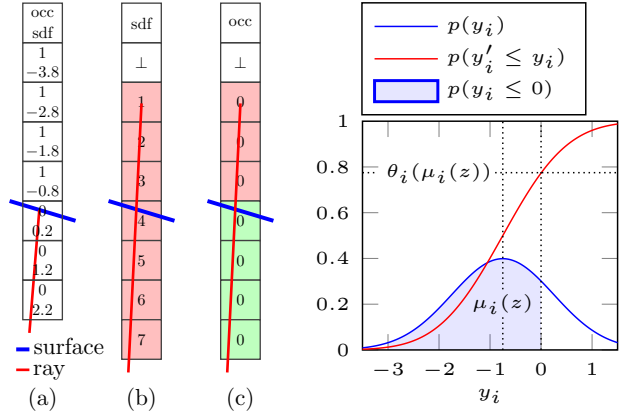 occ
sdf
1
−3.8
1
−2.8
1
−1.8
1
−0.8
0
0.2
0
1.2
0
2.2
surface
ray
(a)
sdf
⊥
1
2
3
4
5
6
7
(b)
occ
⊥
0
0
0
0
0
0
0
(c)
p(y_i)
p(y′_i ≤ y_i)
p(y_i ≤ 0)
1
0.8
0.6
0.4
0.2
0
θ_i(μ_i(z))
μ_i(z)
−3 −2 −1 0 1
y_i